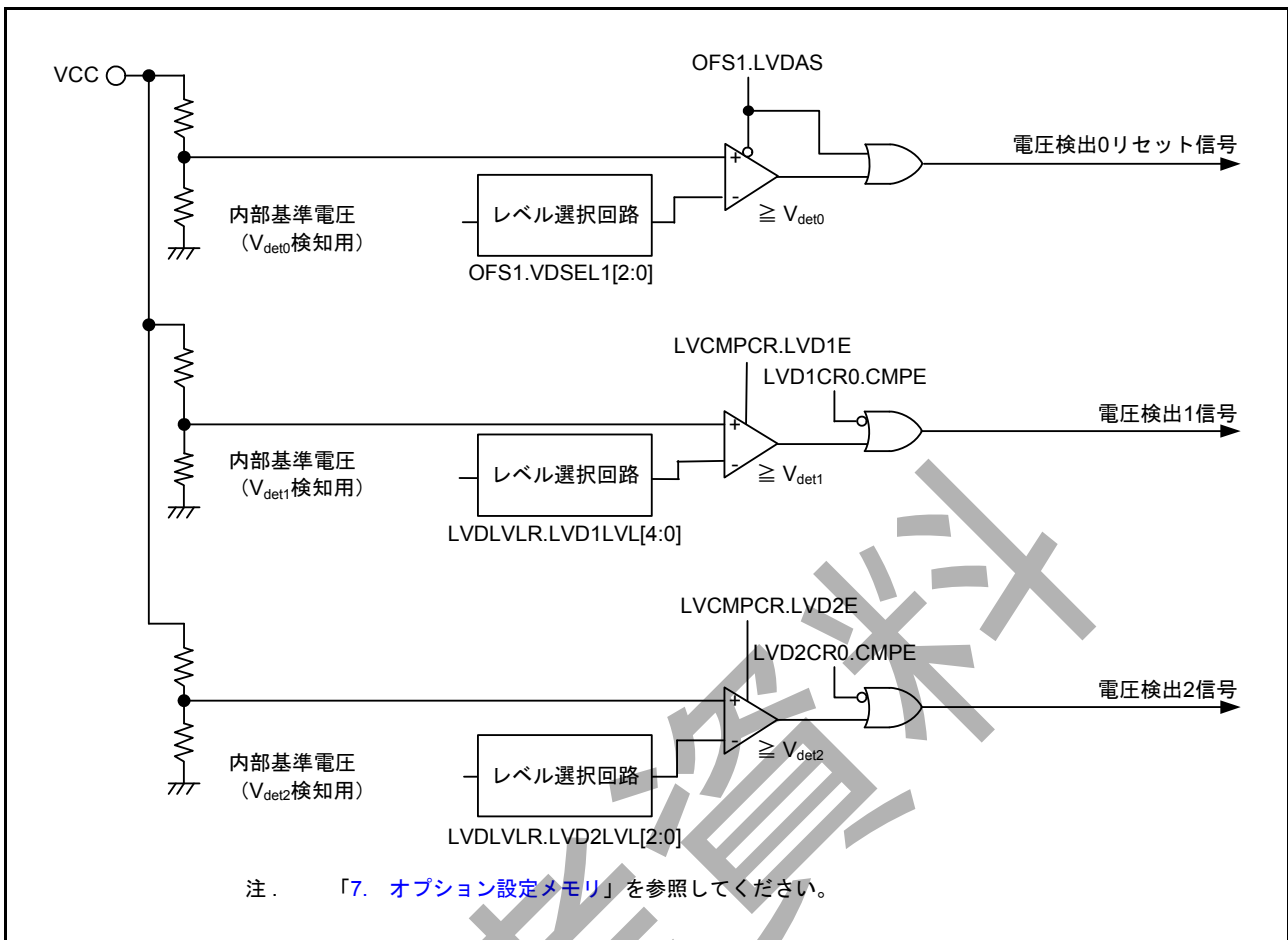 OFS1.LVDAS
VCC
電圧検出0リセット信号
+
-
≧ Vdet0
内部基準電圧
（Vdet0検知用）
レベル選択回路
OFS1.VDSEL1[2:0]
LVCMPCR.LVD1E
LVD1CR0.CMPE
電圧検出1信号
+
-
≧ Vdet1
内部基準電圧
（Vdet1検知用）
レベル選択回路
LVDLVLR.LVD1LVL[4:0]
LVCMPCR.LVD2E
LVD2CR0.CMPE
電圧検出2信号
+
-
≧ Vdet2
内部基準電圧
（Vdet2検知用）
レベル選択回路
LVDLVLR.LVD2LVL[2:0]
注 . 「7. オプション設定メモリ」を参照してください。
資料